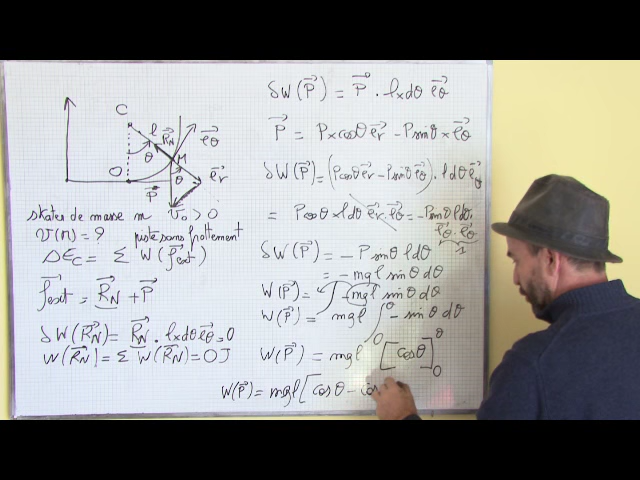 C
l
R⃗N
e⃗θ
θ
M
O
θ
e⃗r
P⃗
skater de masse m v⃗₀ > 0
V(M) = ? piste sans frottement
ΔEc = Σ W(f⃗ext)
f⃗ext = R⃗N + P⃗
δW(R⃗N) = R⃗N . l×dθ e⃗θ = 0
W(R⃗N) = Σ W(R⃗N) = 0 J
δW(P⃗) = P⃗ . l×dθ e⃗θ
P⃗ = P×cosθ e⃗r − P sinθ × e⃗θ
δW(P⃗) = (P cosθ e⃗r − P sinθ e⃗θ) . l dθ e⃗θ
= P cosθ × l dθ e⃗r . e⃗θ = − P sinθ l dθ
e⃗θ . e⃗θ
1
δW(P⃗) = − P sinθ l dθ
= − mgl sinθ dθ
W(P⃗) = ∫ − mgl sinθ dθ
W(P⃗) = mgl ∫₀^θ − sinθ dθ
W(P⃗) = mgl [cosθ]₀^θ
W(P⃗) = mgl [cosθ − cos